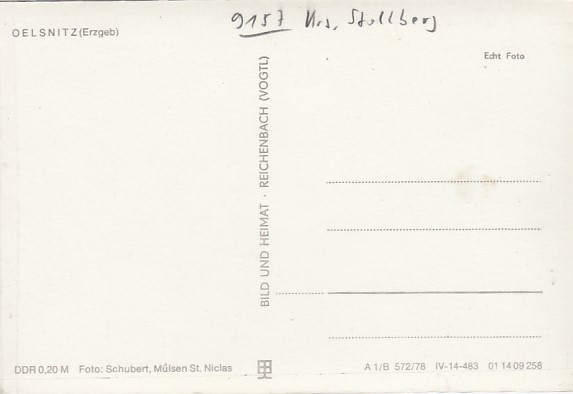 9157 Krs. Stollberg
OELSNITZ (Erzgeb)
Echt Foto
BILD UND HEIMAT · REICHENBACH (VOGTL)
DDR 0,20 M Foto: Schubert, Mülsen St. Niclas
A 1/B 572/78 IV-14-483 01 14 09 258